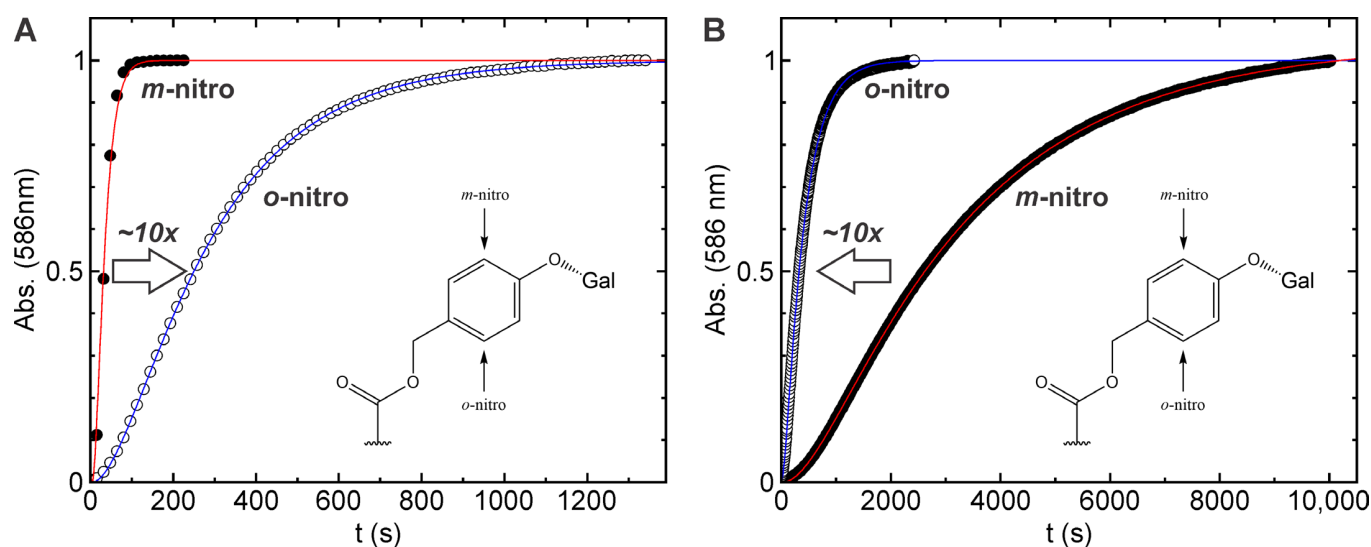 A
Abs. (586nm)
1
0.5
0
m-nitro
o-nitro
~10x
m-nitro
O
Gal
O
O
o-nitro
0
200
400
600
800
1000
1200
t (s)
B
Abs. (586 nm)
1
0.5
0
o-nitro
m-nitro
~10x
m-nitro
O
Gal
O
O
o-nitro
0
2000
4000
6000
8000
10,000
t (s)